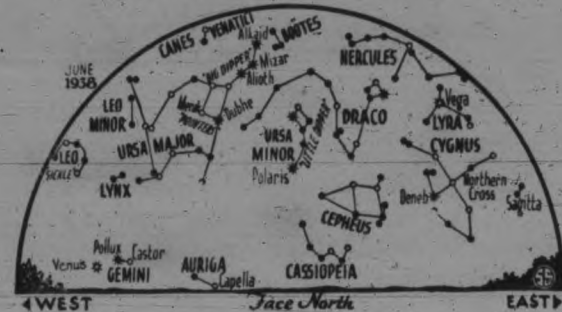 CANES VENATICI
Alkaid
BOÖTES
HERCULES
JUNE
1938
"BIG DIPPER"
Mizar
Alioth
LEO
MINOR
Merak
Dubhe
"POINTERS"
DRACO
Vega
LYRA
URSA MAJOR
URSA
MINOR
"LITTLE DIPPER"
CYGNUS
LEO
SICKLE
LYNX
Polaris
Deneb
Northern
Cross
Sagitta
CEPHEUS
Pollux
Castor
Venus
GEMINI
AURIGA
Capella
CASSIOPEIA
WEST
Face North
EAST